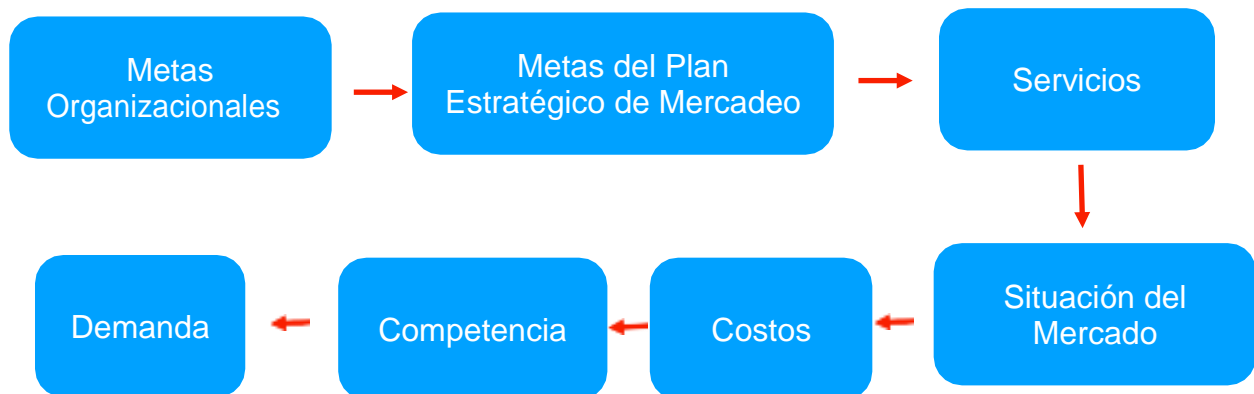 Metas
Organizacionales
Metas del Plan
Estratégico de Mercadeo
Servicios
Situación del
Mercado
Costos
Competencia
Demanda